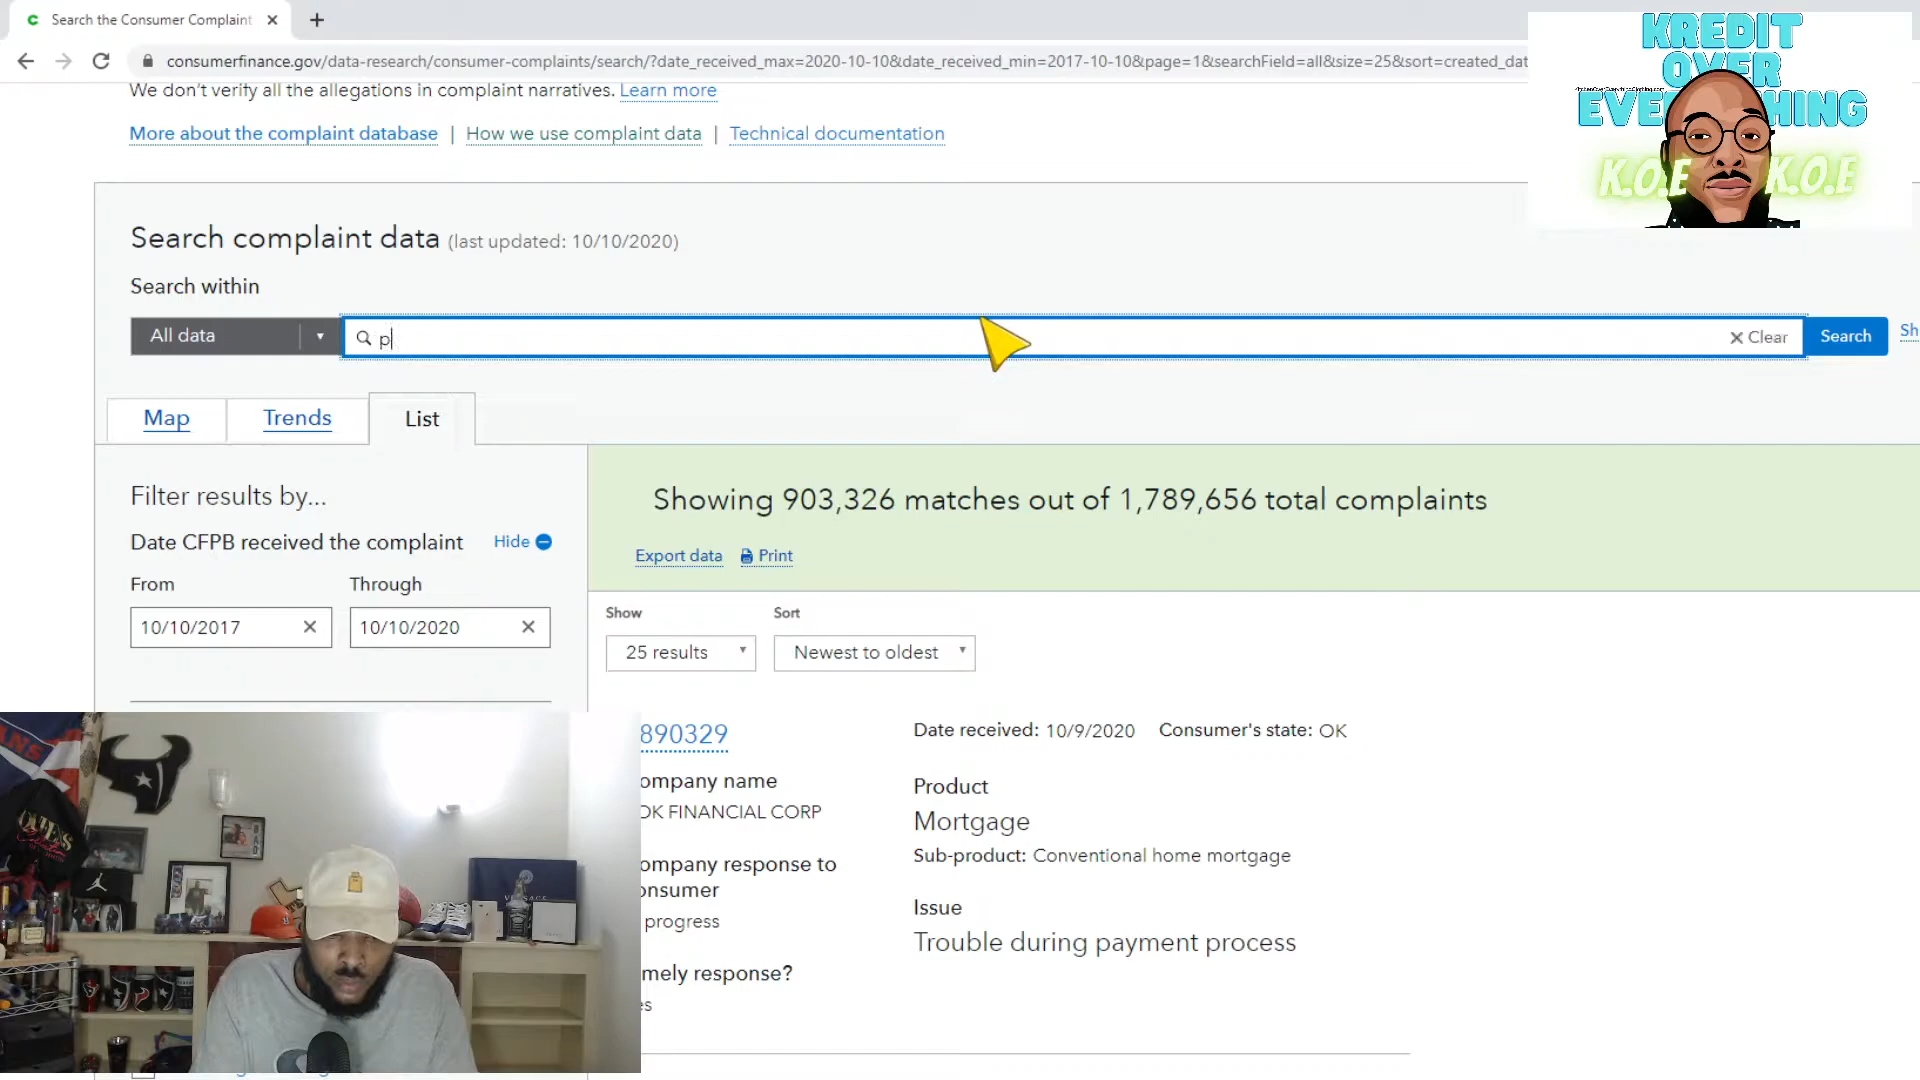 Search the Consumer Complaint
consumerfinance.gov/data-research/consumer-complaints/search/?date_received_max=2020-10-10&date_received_min=2017-10-10&page=1&searchField=all&size=25&sort=created_dat
KREDIT
OVER
EVE THING
K.O.E K.O.E
We don't verify all the allegations in complaint narratives. Learn more
More about the complaint database | How we use complaint data | Technical documentation
Search complaint data (last updated: 10/10/2020)
Search within
All data p Clear Search Sh
Map Trends List
Filter results by...
Date CFPB received the complaint Hide
From Through
10/10/2017 10/10/2020
Showing 903,326 matches out of 1,789,656 total complaints
Export data Print
Show Sort
25 results Newest to oldest
890329 Date received: 10/9/2020 Consumer's state: OK
ompany name
OK FINANCIAL CORP
ompany response to
onsumer
progress
mely response?
es
Product
Mortgage
Sub-product: Conventional home mortgage
Issue
Trouble during payment process